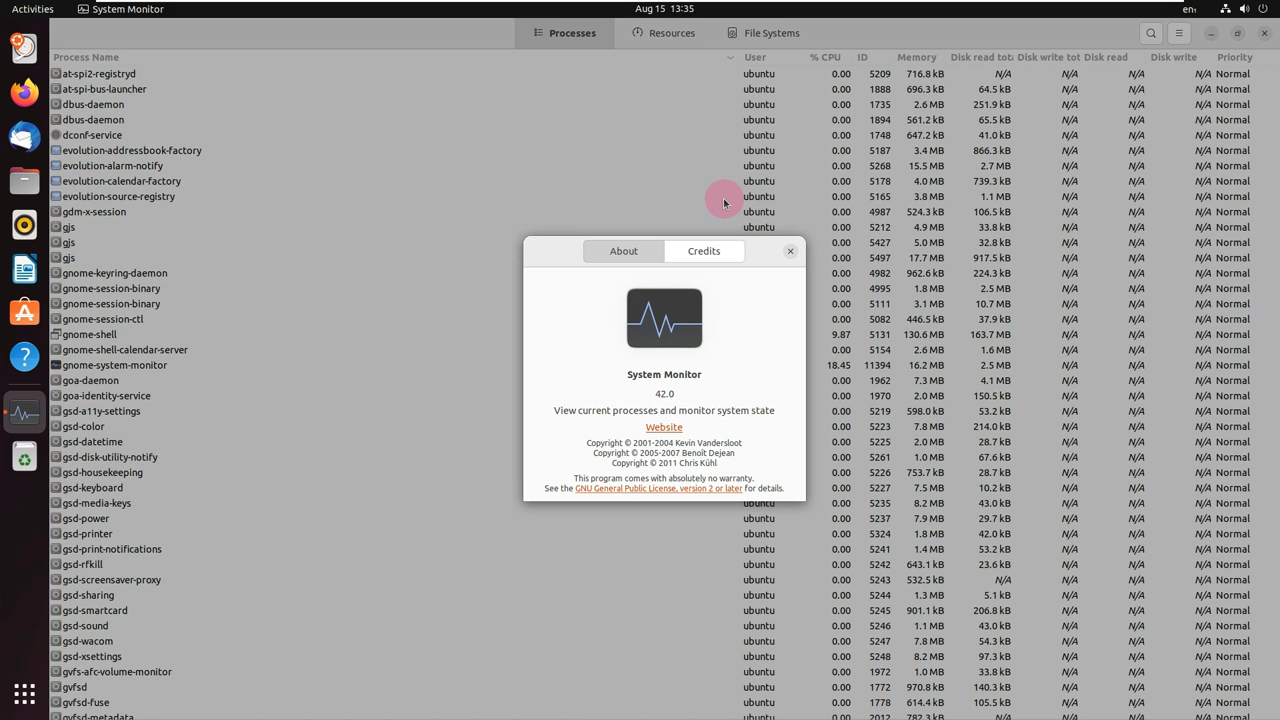 Activities System Monitor Aug 15 13:35 en₁
Processes Resources File Systems
Process Name User % CPU ID Memory Disk read tot Disk write tot Disk read Disk write Priority
at-spi2-registryd ubuntu 0.00 5209 716.8 kB N/A N/A N/A N/A Normal
at-spi-bus-launcher ubuntu 0.00 1888 696.3 kB 64.5 kB N/A N/A N/A Normal
dbus-daemon ubuntu 0.00 1735 2.6 MB 251.9 kB N/A N/A N/A Normal
dbus-daemon ubuntu 0.00 1894 561.2 kB 65.5 kB N/A N/A N/A Normal
dconf-service ubuntu 0.00 1748 647.2 kB 41.0 kB N/A N/A N/A Normal
evolution-addressbook-factory ubuntu 0.00 5187 3.4 MB 866.3 kB N/A N/A N/A Normal
evolution-alarm-notify ubuntu 0.00 5268 15.5 MB 2.7 MB N/A N/A N/A Normal
evolution-calendar-factory ubuntu 0.00 5178 4.0 MB 739.3 kB N/A N/A N/A Normal
evolution-source-registry ubuntu 0.00 5165 3.8 MB 1.1 MB N/A N/A N/A Normal
gdm-x-session ubuntu 0.00 4987 524.3 kB 106.5 kB N/A N/A N/A Normal
gjs ubuntu 0.00 5212 4.9 MB 33.8 kB N/A N/A N/A Normal
gjs 0.00 5427 5.0 MB 32.8 kB N/A N/A N/A Normal
gjs 0.00 5497 17.7 MB 917.5 kB N/A N/A N/A Normal
gnome-keyring-daemon 0.00 4982 962.6 kB 224.3 kB N/A N/A N/A Normal
gnome-session-binary 0.00 4995 1.8 MB 2.5 MB N/A N/A N/A Normal
gnome-session-binary 0.00 5111 3.1 MB 10.7 MB N/A N/A N/A Normal
gnome-session-ctl 0.00 5082 446.5 kB 37.9 kB N/A N/A N/A Normal
gnome-shell 9.87 5131 130.6 MB 163.7 MB N/A N/A N/A Normal
gnome-shell-calendar-server 0.00 5154 2.6 MB 1.6 MB N/A N/A N/A Normal
gnome-system-monitor 18.45 11394 16.2 MB 2.5 MB N/A N/A N/A Normal
goa-daemon 0.00 1962 7.3 MB 4.1 MB N/A N/A N/A Normal
goa-identity-service 0.00 1970 2.0 MB 150.5 kB N/A N/A N/A Normal
gsd-a11y-settings 0.00 5219 598.0 kB 53.2 kB N/A N/A N/A Normal
gsd-color 0.00 5223 7.8 MB 214.0 kB N/A N/A N/A Normal
gsd-datetime 0.00 5225 2.0 MB 28.7 kB N/A N/A N/A Normal
gsd-disk-utility-notify 0.00 5261 1.0 MB 67.6 kB N/A N/A N/A Normal
gsd-housekeeping 0.00 5226 753.7 kB 28.7 kB N/A N/A N/A Normal
gsd-keyboard 0.00 5227 7.5 MB 10.2 kB N/A N/A N/A Normal
gsd-media-keys ubuntu 0.00 5235 8.2 MB 43.0 kB N/A N/A N/A Normal
gsd-power ubuntu 0.00 5237 7.9 MB 29.7 kB N/A N/A N/A Normal
gsd-printer ubuntu 0.00 5324 1.8 MB 42.0 kB N/A N/A N/A Normal
gsd-print-notifications ubuntu 0.00 5241 1.4 MB 53.2 kB N/A N/A N/A Normal
gsd-rfkill ubuntu 0.00 5242 643.1 kB 23.6 kB N/A N/A N/A Normal
gsd-screensaver-proxy ubuntu 0.00 5243 532.5 kB N/A N/A N/A N/A Normal
gsd-sharing ubuntu 0.00 5244 1.3 MB 5.1 kB N/A N/A N/A Normal
gsd-smartcard ubuntu 0.00 5245 901.1 kB 206.8 kB N/A N/A N/A Normal
gsd-sound ubuntu 0.00 5246 1.1 MB 43.0 kB N/A N/A N/A Normal
gsd-wacom ubuntu 0.00 5247 7.8 MB 54.3 kB N/A N/A N/A Normal
gsd-xsettings ubuntu 0.00 5248 8.2 MB 97.3 kB N/A N/A N/A Normal
gvfs-afc-volume-monitor ubuntu 0.00 1972 1.0 MB 33.8 kB N/A N/A N/A Normal
gvfsd ubuntu 0.00 1772 970.8 kB 140.3 kB N/A N/A N/A Normal
gvfsd-fuse ubuntu 0.00 1778 614.4 kB 105.5 kB N/A N/A N/A Normal
gvfsd-metadata ubuntu 0.00 2012 782.3 kB N/A N/A N/A Normal
About Credits
System Monitor
42.0
View current processes and monitor system state
Website
Copyright © 2001-2004 Kevin Vandersloot
Copyright © 2005-2007 Benoît Dejean
Copyright © 2011 Chris Kühl
This program comes with absolutely no warranty.
See the GNU General Public License, version 2 or later for details.